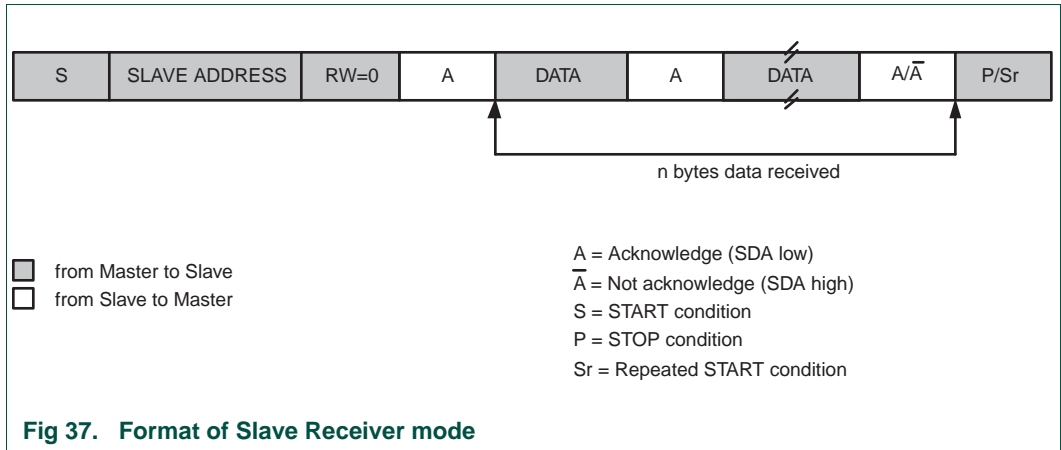 S SLAVE ADDRESS RW=0 A DATA A DATA A/A̅ P/Sr
n bytes data received
from Master to Slave
from Slave to Master
A = Acknowledge (SDA low)
A̅ = Not acknowledge (SDA high)
S = START condition
P = STOP condition
Sr = Repeated START condition
Fig 37. Format of Slave Receiver mode